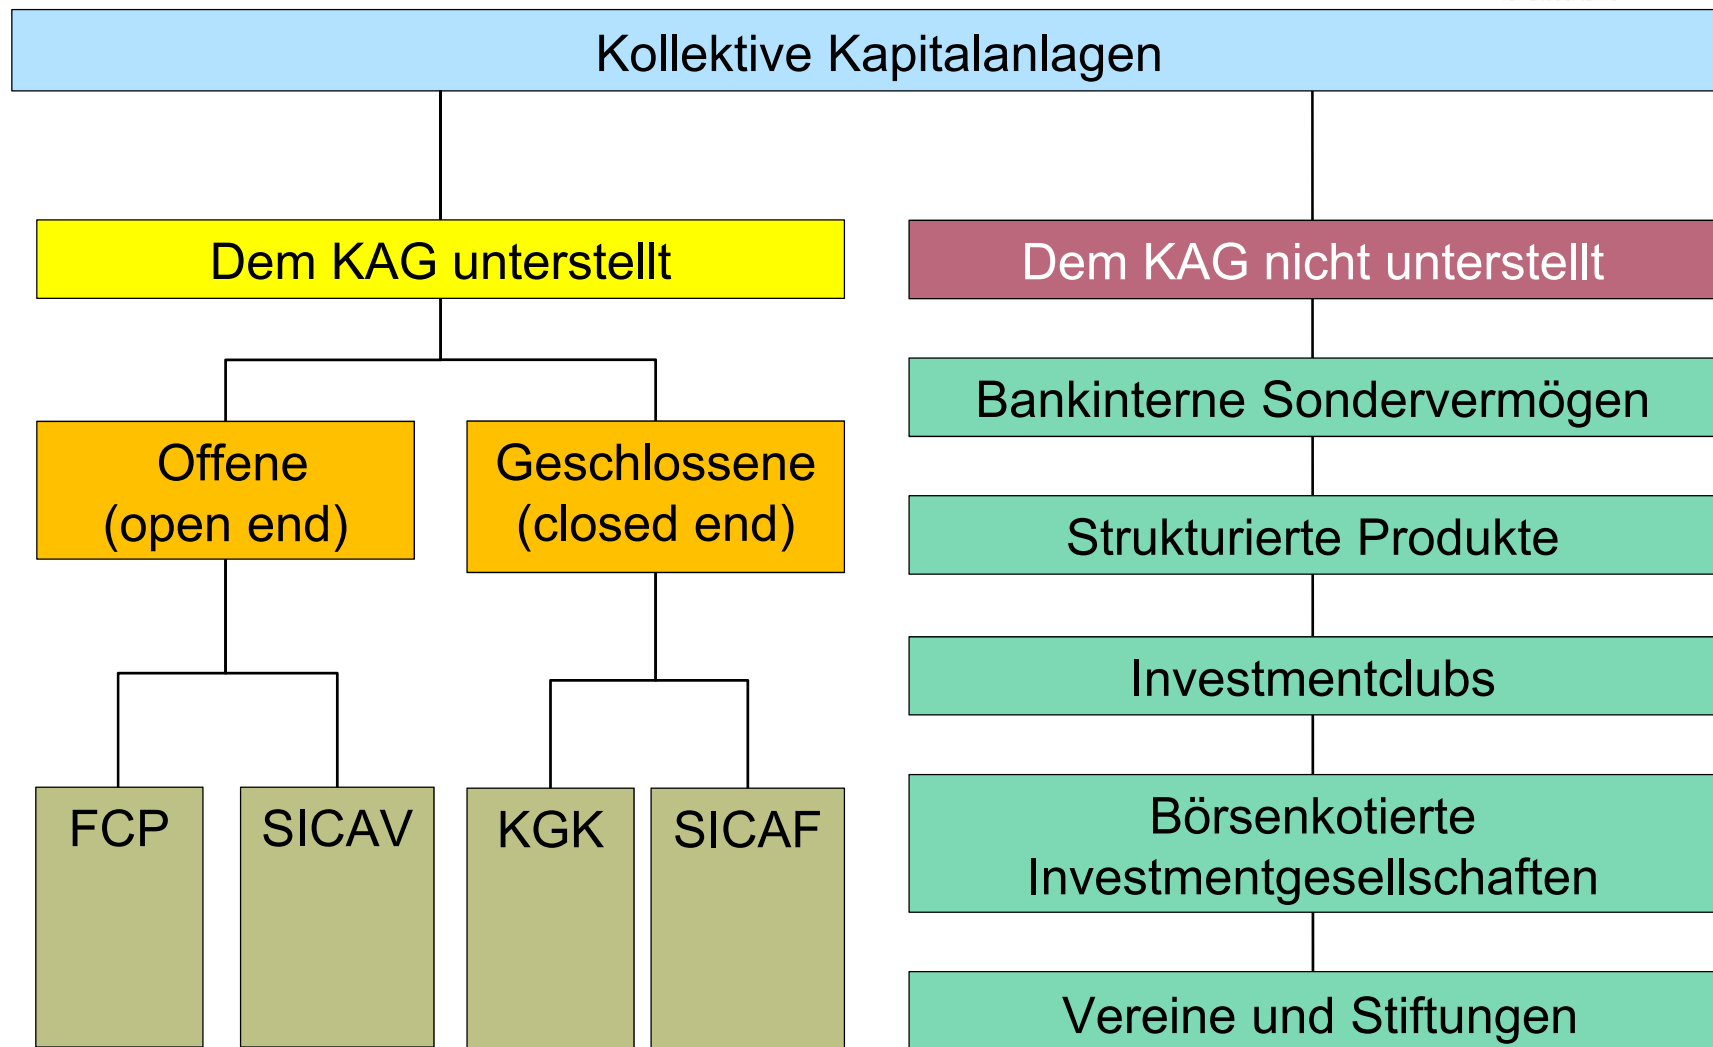 Kollektive Kapitalanlagen
Dem KAG unterstellt
Dem KAG nicht unterstellt
Bankinterne Sondervermögen
Offene
(open end)
Geschlossene
(closed end)
Strukturierte Produkte
Investmentclubs
FCP
SICAV
KGK
SICAF
Börsenkotierte
Investmentgesellschaften
Vereine und Stiftungen